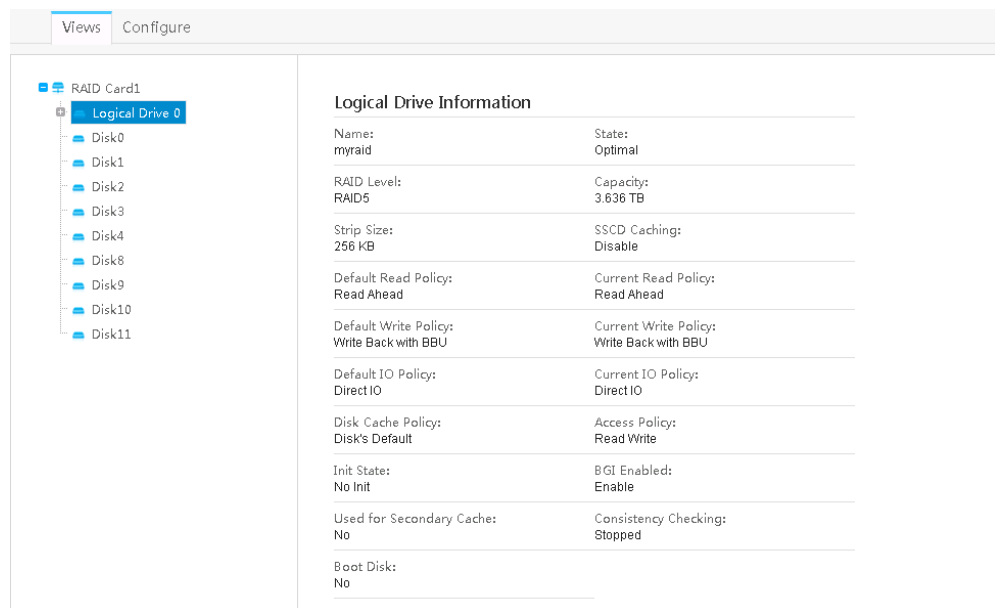 Views Configure
RAID Card1
Logical Drive 0
Disk0
Disk1
Disk2
Disk3
Disk4
Disk8
Disk9
Disk10
Disk11
Logical Drive Information
Name: State:
myraid Optimal
RAID Level: Capacity:
RAID5 3.636 TB
Strip Size: SSCD Caching:
256 KB Disable
Default Read Policy: Current Read Policy:
Read Ahead Read Ahead
Default Write Policy: Current Write Policy:
Write Back with BBU Write Back with BBU
Default IO Policy: Current IO Policy:
Direct IO Direct IO
Disk Cache Policy: Access Policy:
Disk's Default Read Write
Init State: BGI Enabled:
No Init Enable
Used for Secondary Cache: Consistency Checking:
No Stopped
Boot Disk:
No